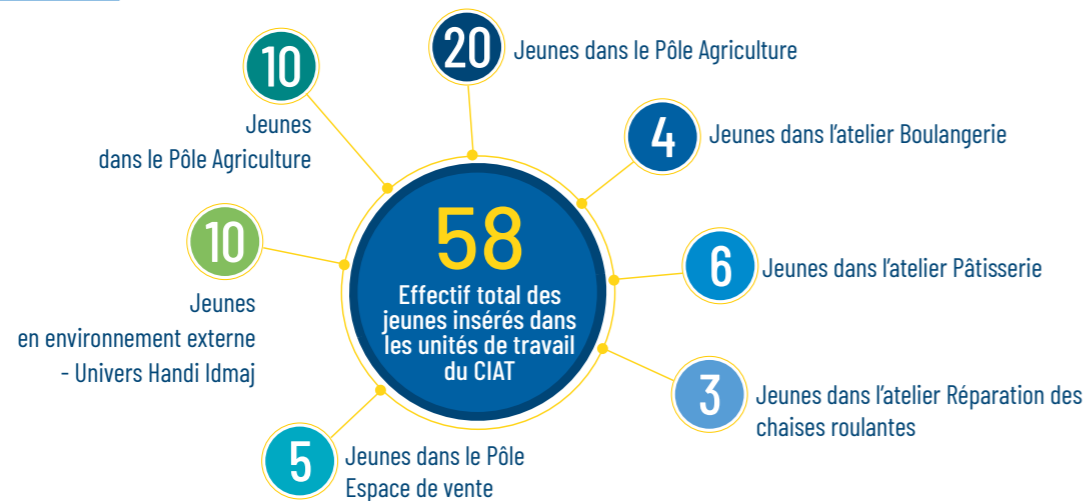 20
Jeunes dans le Pôle Agriculture
10
Jeunes
dans le Pôle Agriculture
4
Jeunes dans l'atelier Boulangerie
58
Effectif total des
jeunes insérés dans
les unités de travail
du CIAT
10
Jeunes
en environnement externe
- Univers Handi Idmaj
6
Jeunes dans l'atelier Pâtisserie
3
Jeunes dans l'atelier Réparation des
chaises roulantes
5
Jeunes dans le Pôle
Espace de vente